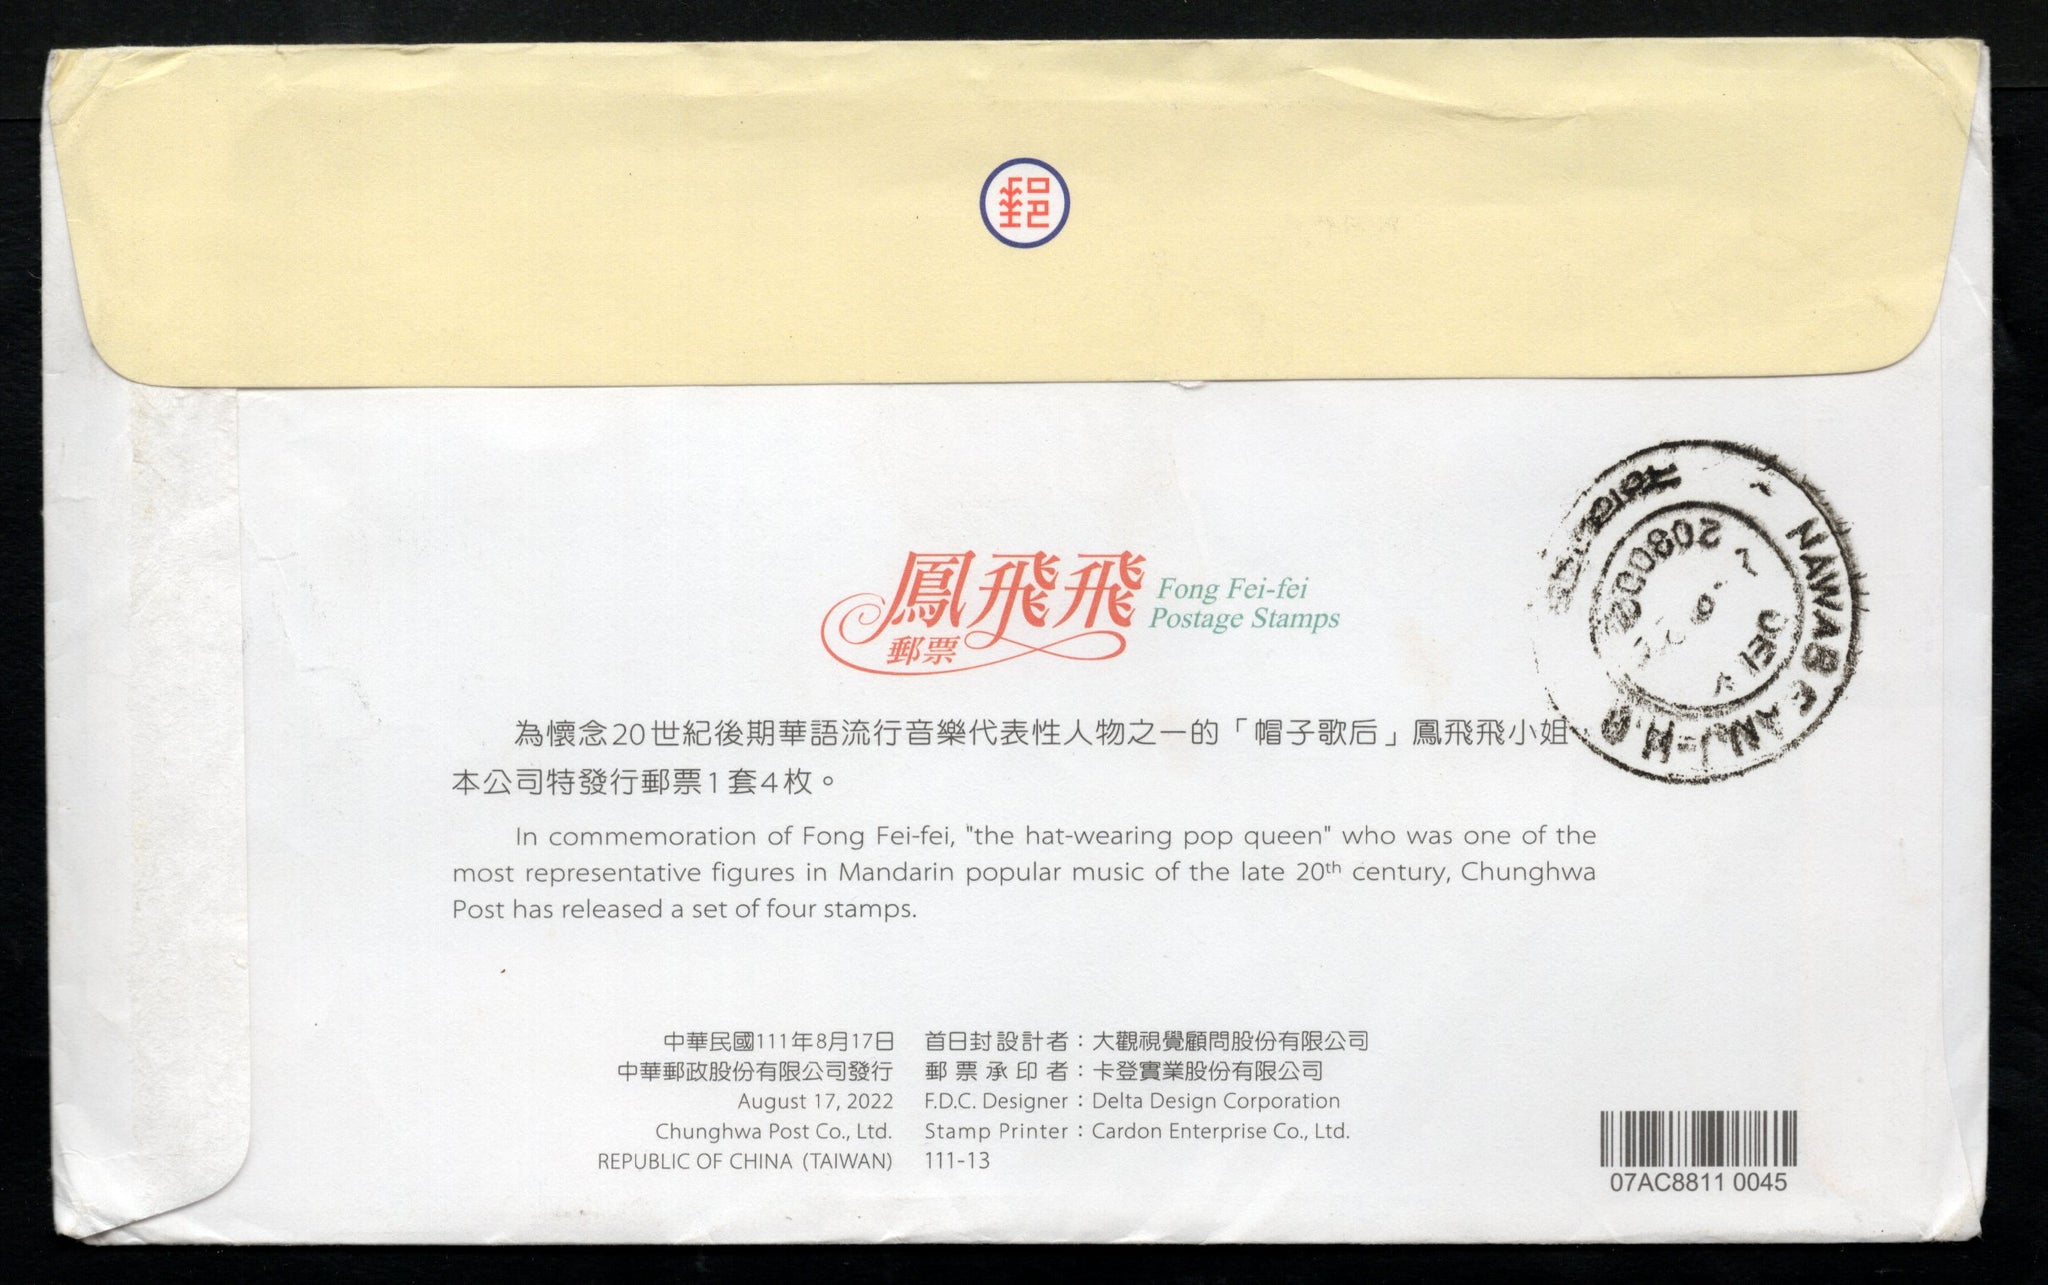 郵
鳳飛飛
郵票
Fong Fei-fei
Postage Stamps
NAWABGANJ-H.O
208002
DELY
為懷念20世紀後期華語流行音樂代表性人物之一的「帽子歌后」鳳飛飛小姐，
本公司特發行郵票1套4枚。
In commemoration of Fong Fei-fei, "the hat-wearing pop queen" who was one of the
most representative figures in Mandarin popular music of the late 20th century, Chunghwa
Post has released a set of four stamps.
中華民國111年8月17日
中華郵政股份有限公司發行
August 17, 2022
Chunghwa Post Co., Ltd.
REPUBLIC OF CHINA (TAIWAN)
首日封設計者：大觀視覺顧問股份有限公司
郵票承印者：卡登實業股份有限公司
F.D.C. Designer：Delta Design Corporation
Stamp Printer：Cardon Enterprise Co., Ltd.
111-13
07AC8811 0045